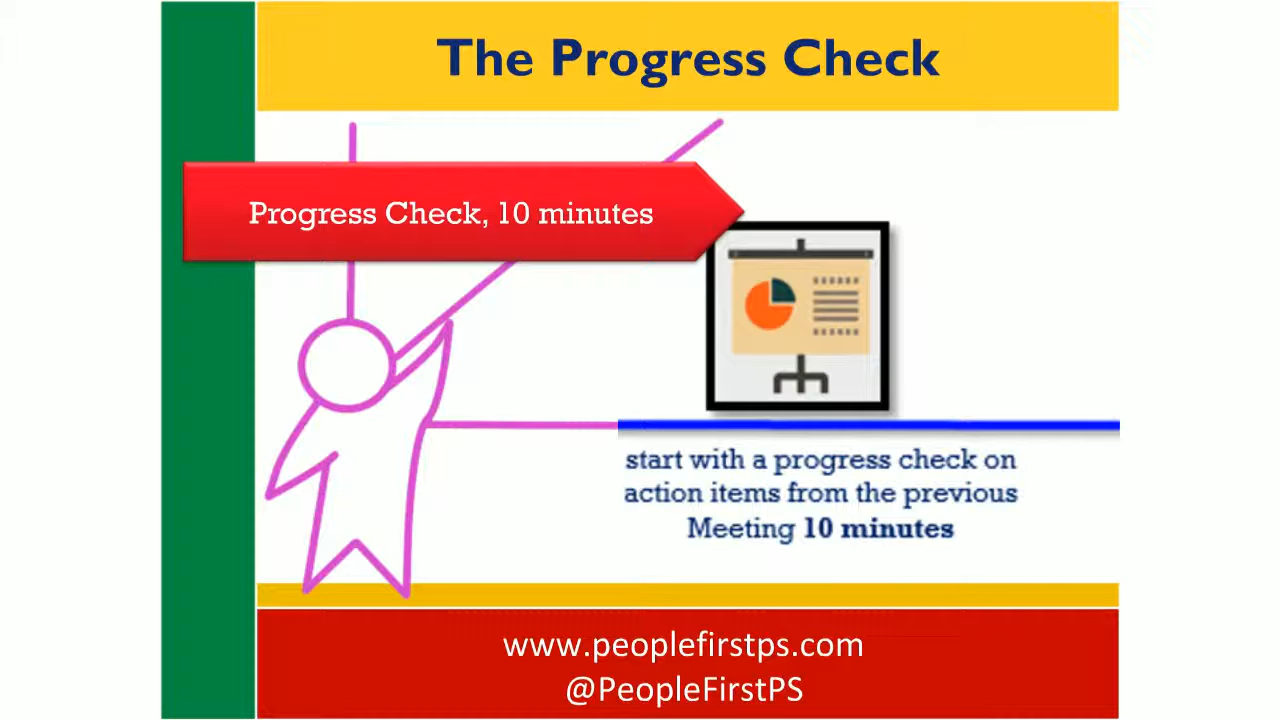 The Progress Check
Progress Check, 10 minutes
start with a progress check on
action items from the previous
Meeting 10 minutes
www.peoplefirstps.com
@PeopleFirstPS